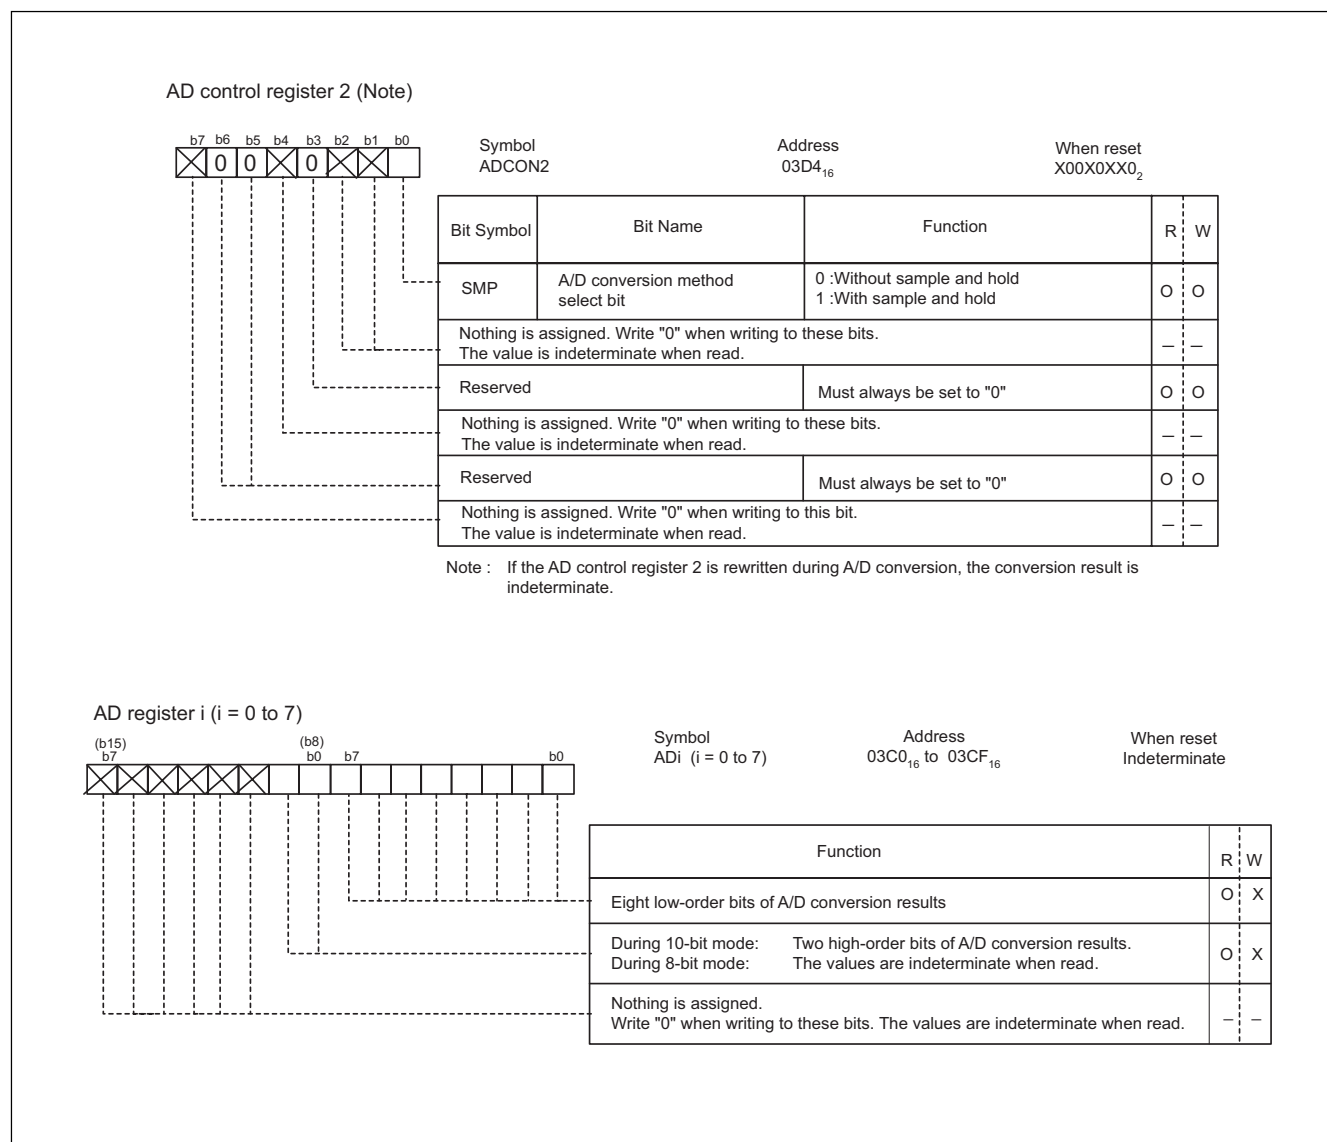 AD control register 2 (Note)
b7 b6 b5 b4 b3 b2 b1 b0
0 0 0
Symbol Address When reset
ADCON2 03D4₁₆ X00X0XX0₂
Bit Symbol Bit Name Function R W
SMP A/D conversion method select bit 0 :Without sample and hold 1 :With sample and hold O O
Nothing is assigned. Write "0" when writing to these bits.
The value is indeterminate when read. – –
Reserved Must always be set to "0" O O
Nothing is assigned. Write "0" when writing to these bits.
The value is indeterminate when read. – –
Reserved Must always be set to "0" O O
Nothing is assigned. Write "0" when writing to this bit.
The value is indeterminate when read. – –
Note : If the AD control register 2 is rewritten during A/D conversion, the conversion result is
indeterminate.
AD register i (i = 0 to 7)
(b15) (b8)
b7 b0 b7 b0
Symbol Address When reset
ADi (i = 0 to 7) 03C0₁₆ to 03CF₁₆ Indeterminate
Function R W
Eight low-order bits of A/D conversion results O X
During 10-bit mode: Two high-order bits of A/D conversion results.
During 8-bit mode: The values are indeterminate when read. O X
Nothing is assigned.
Write "0" when writing to these bits. The values are indeterminate when read. – –